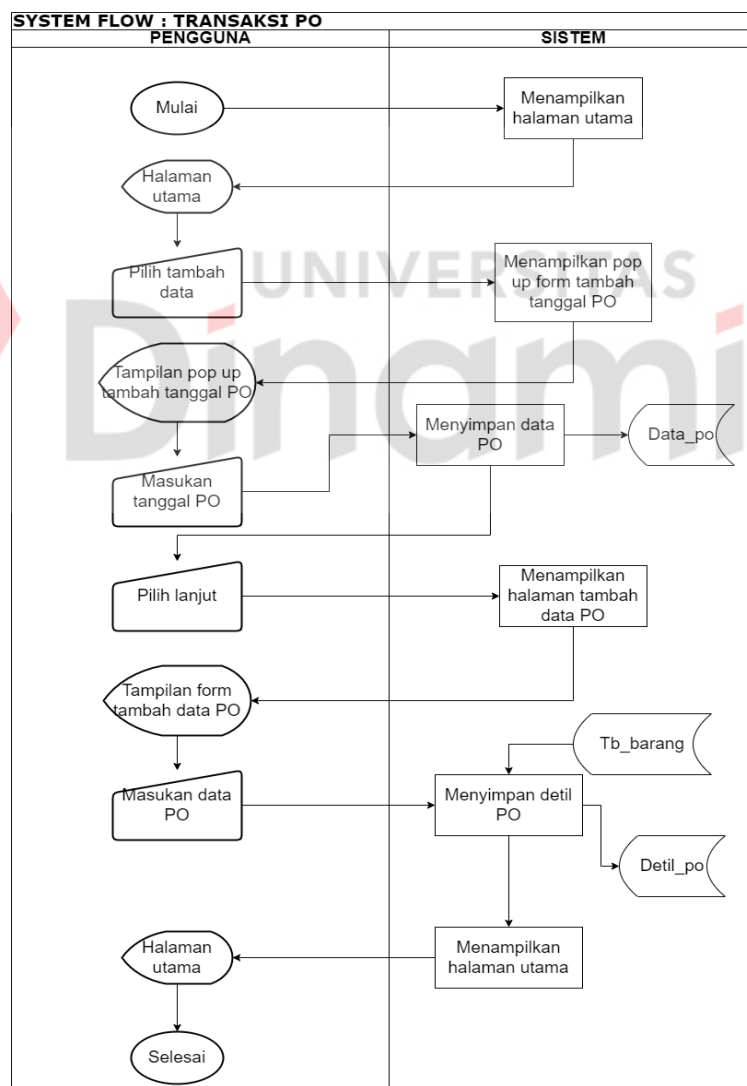 SYSTEM FLOW : TRANSAKSI PO
PENGGUNA
SISTEM
Mulai
Menampilkan
halaman utama
Halaman
utama
Pilih tambah
data
Menampilkan pop
up form tambah
tanggal PO
UNIVERSITAS
Dinami
Tampilan pop up
tambah tanggal PO
Menyimpan data
PO
Data_po
Masukan
tanggal PO
Pilih lanjut
Menampilkan
halaman tambah
data PO
Tampilan form
tambah data PO
Tb_barang
Masukan data
PO
Menyimpan detil
PO
Detil_po
Halaman
utama
Menampilkan
halaman utama
Selesai